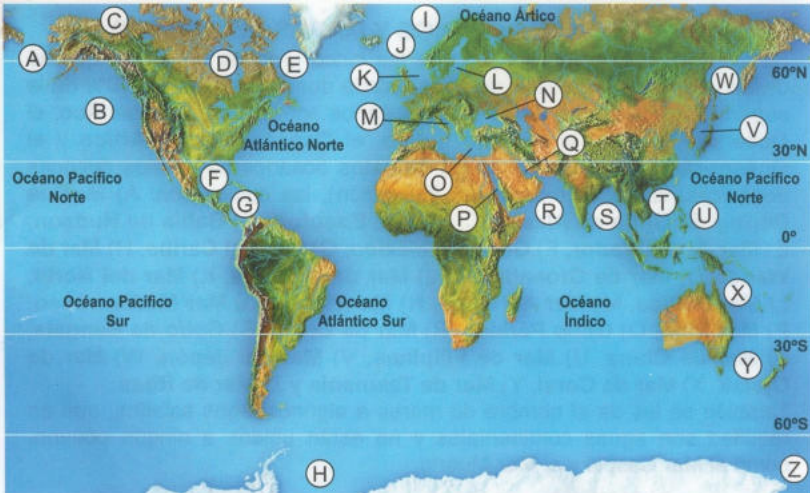 I
Océano Ártico
C
J
A
D
E
60ºN
K
L
W
B
N
M
V
Océano
Atlántico Norte
Q
30ºN
O
F
Océano Pacífico
Norte
Océano Pacífico
Norte
G
P
R
S
T
U
0º
X
Océano Pacífico
Sur
Océano
Atlántico Sur
Océano
Índico
30ºS
Y
60ºS
H
Z